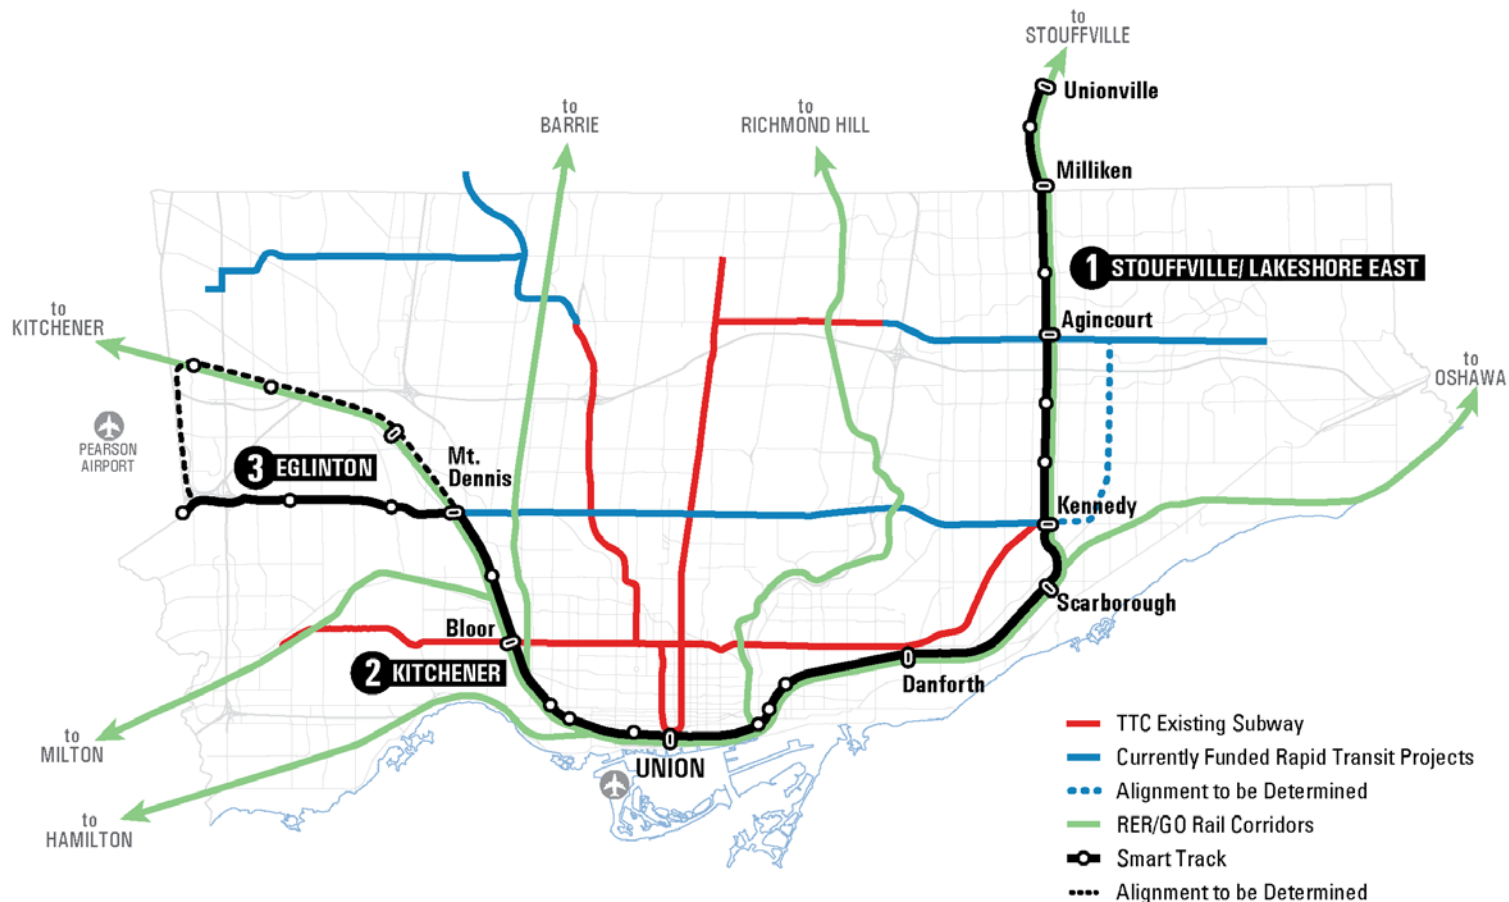 to
STOUFFVILLE
Unionville
to
BARRIE
to
RICHMOND HILL
Milliken
1 STOUFFVILLE/ LAKESHORE EAST
to
KITCHENER
Agincourt
to
OSHAWA
PEARSON
AIRPORT
3 EGLINTON
Mt.
Dennis
Kennedy
Scarborough
Bloor
2 KITCHENER
Danforth
to
MILTON
UNION
to
HAMILTON
TTC Existing Subway
Currently Funded Rapid Transit Projects
Alignment to be Determined
RER/GO Rail Corridors
Smart Track
Alignment to be Determined